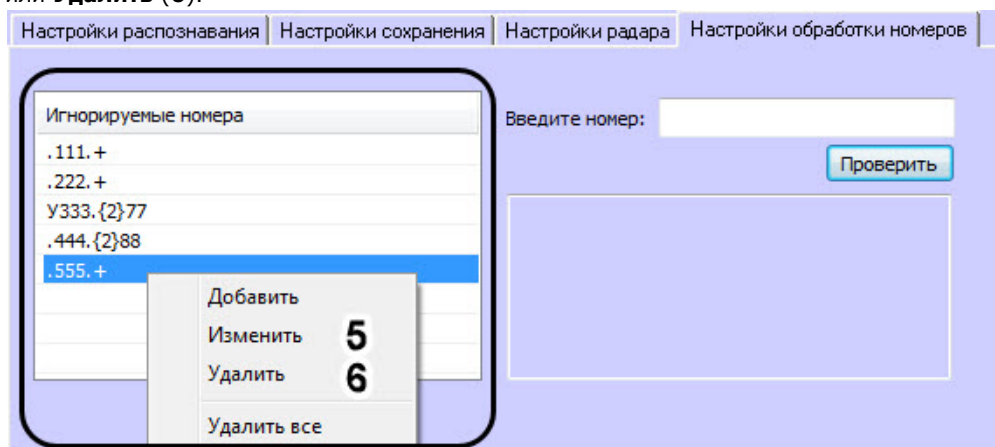 или Удалить (6).
Настройки распознавания Настройки сохранения Настройки радара Настройки обработки номеров
Игнорируемые номера
Введите номер:
.111.+
Проверить
.222.+
У333.{2}77
.444.{2}88
.555.+
Добавить
Изменить 5
Удалить 6
Удалить все